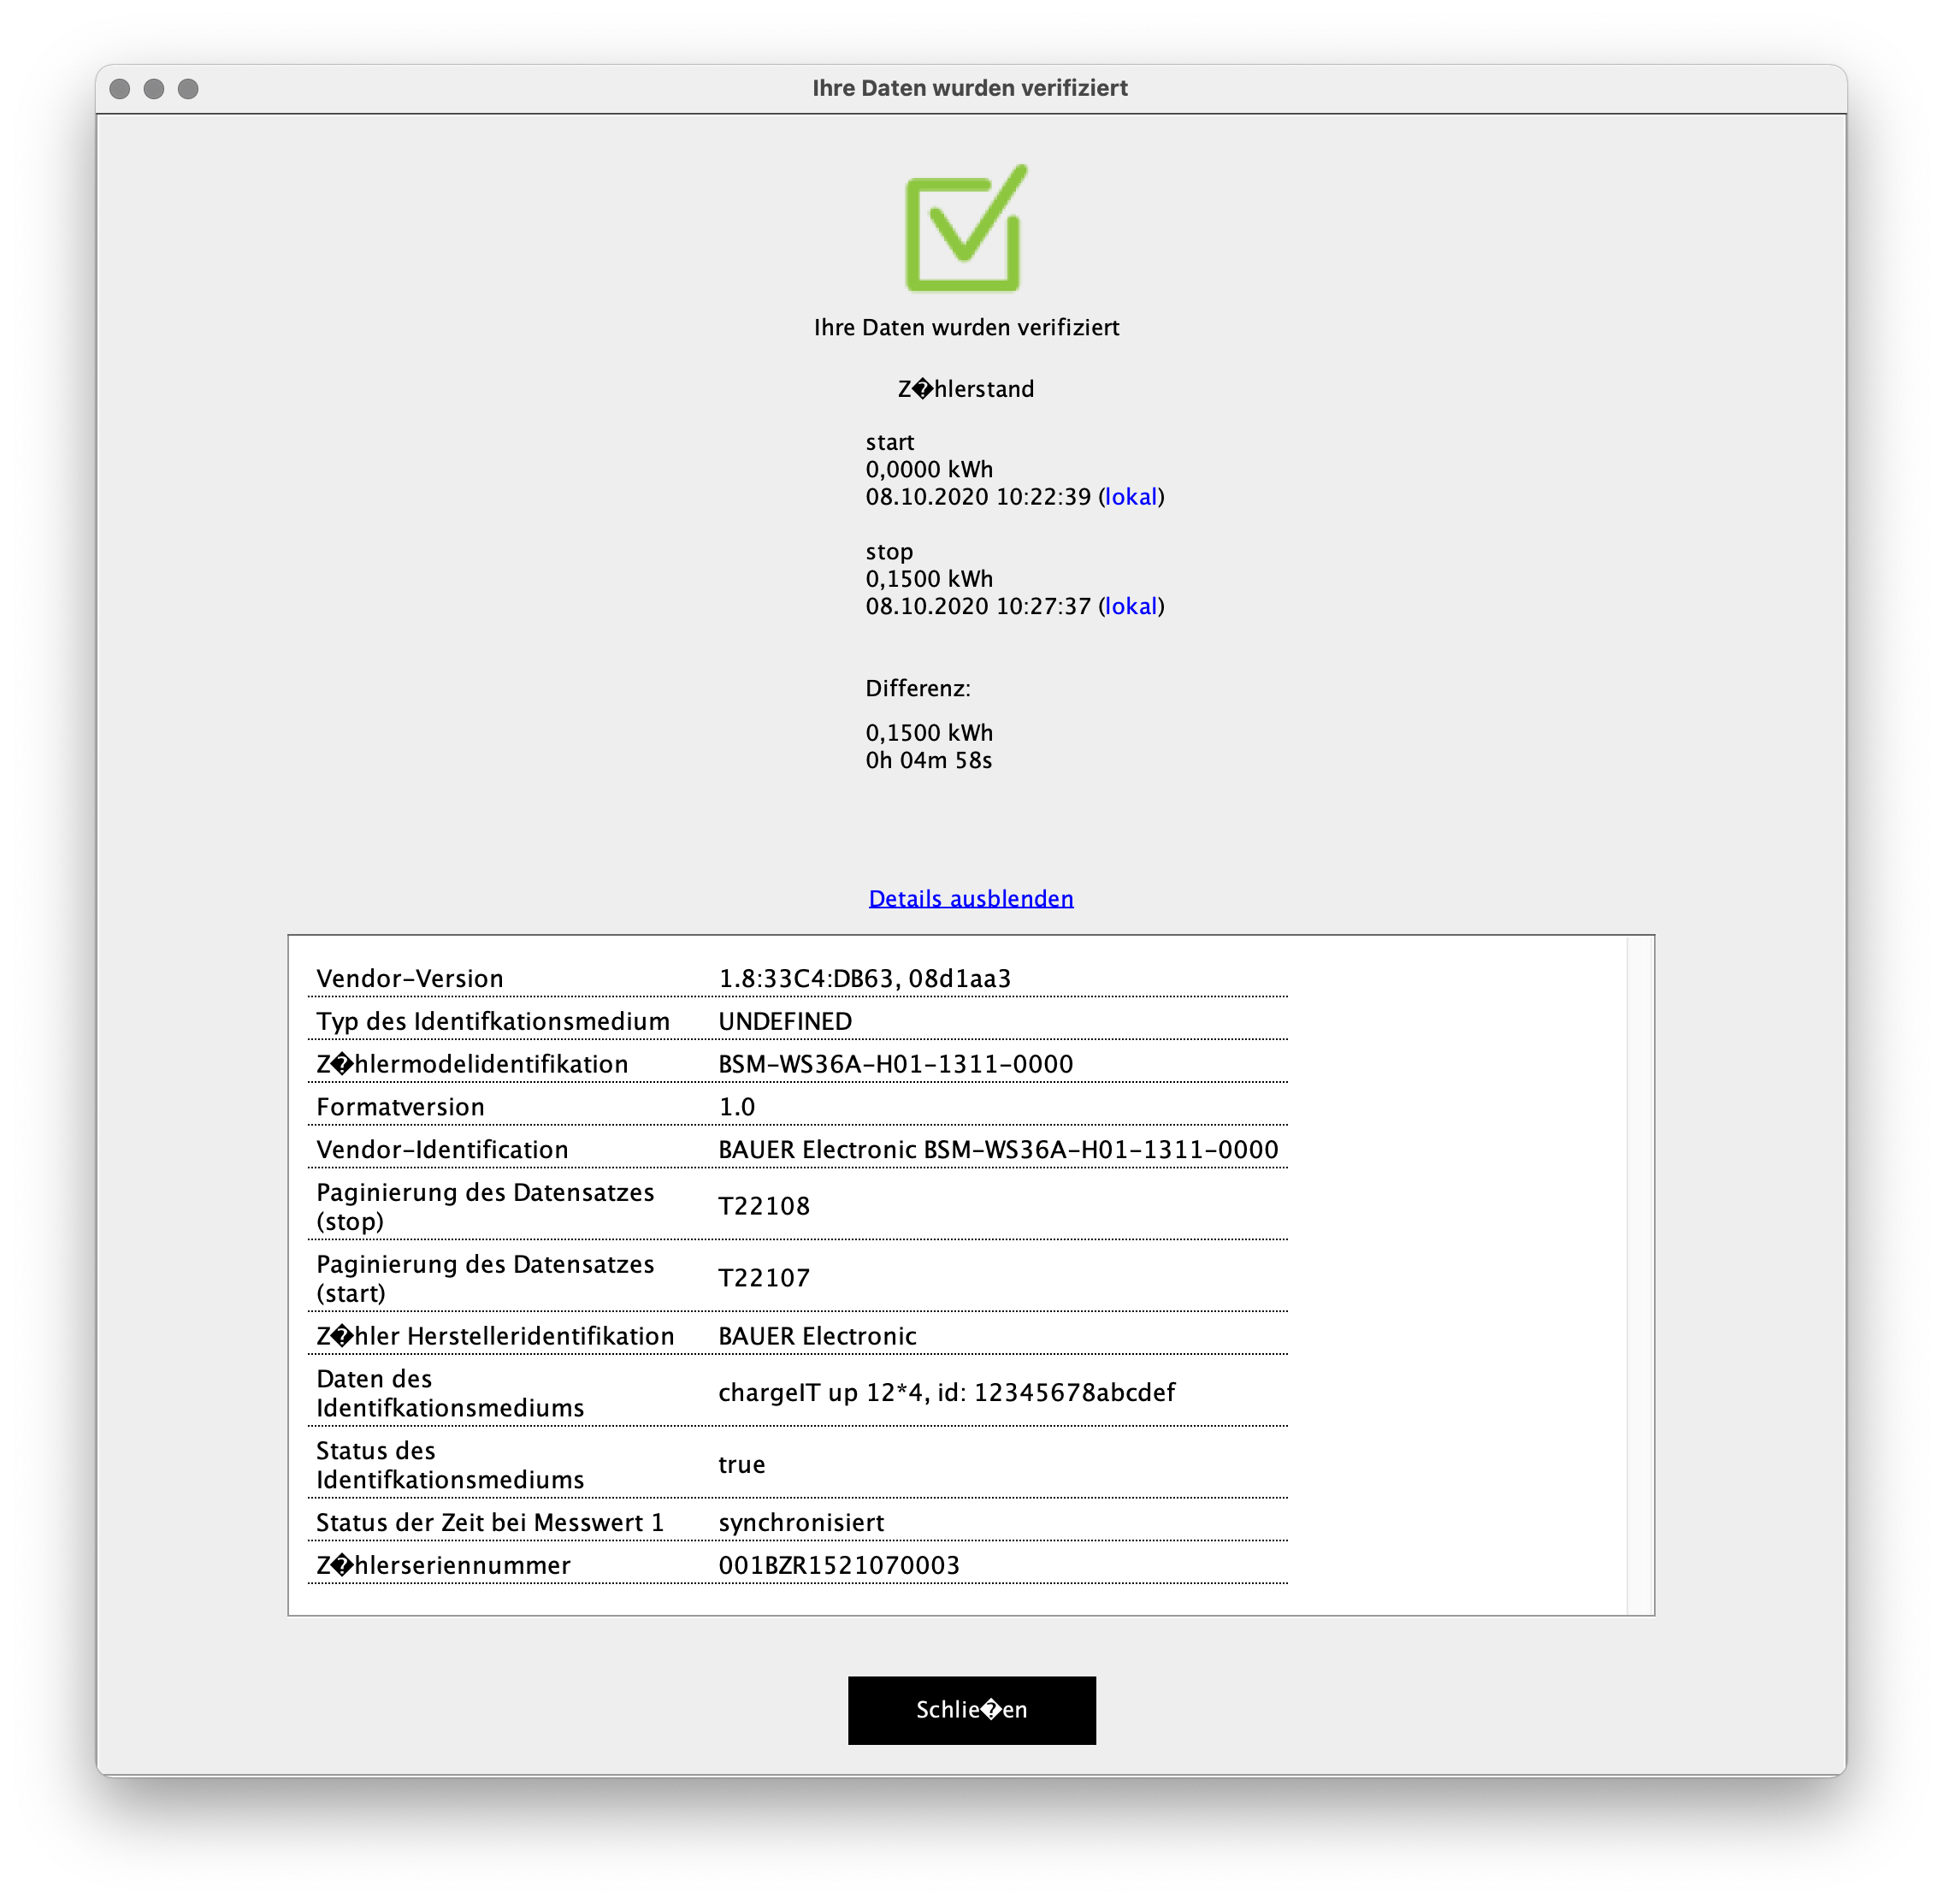 Ihre Daten wurden verifiziert
Ihre Daten wurden verifiziert
Z�hlerstand
start
0,0000 kWh
08.10.2020 10:22:39 (lokal)
stop
0,1500 kWh
08.10.2020 10:27:37 (lokal)
Differenz:
0,1500 kWh
0h 04m 58s
Details ausblenden
Vendor-Version 1.8:33C4:DB63, 08d1aa3
Typ des Identifkationsmedium UNDEFINED
Z�hlermodelidentifikation BSM-WS36A-H01-1311-0000
Formatversion 1.0
Vendor-Identification BAUER Electronic BSM-WS36A-H01-1311-0000
Paginierung des Datensatzes
(stop) T22108
Paginierung des Datensatzes
(start) T22107
Z�hler Herstelleridentifikation BAUER Electronic
Daten des
Identifkationsmediums chargeIT up 12*4, id: 12345678abcdef
Status des
Identifkationsmediums true
Status der Zeit bei Messwert 1 synchronisiert
Z�hlerseriennummer 001BZR1521070003
Schlie�en